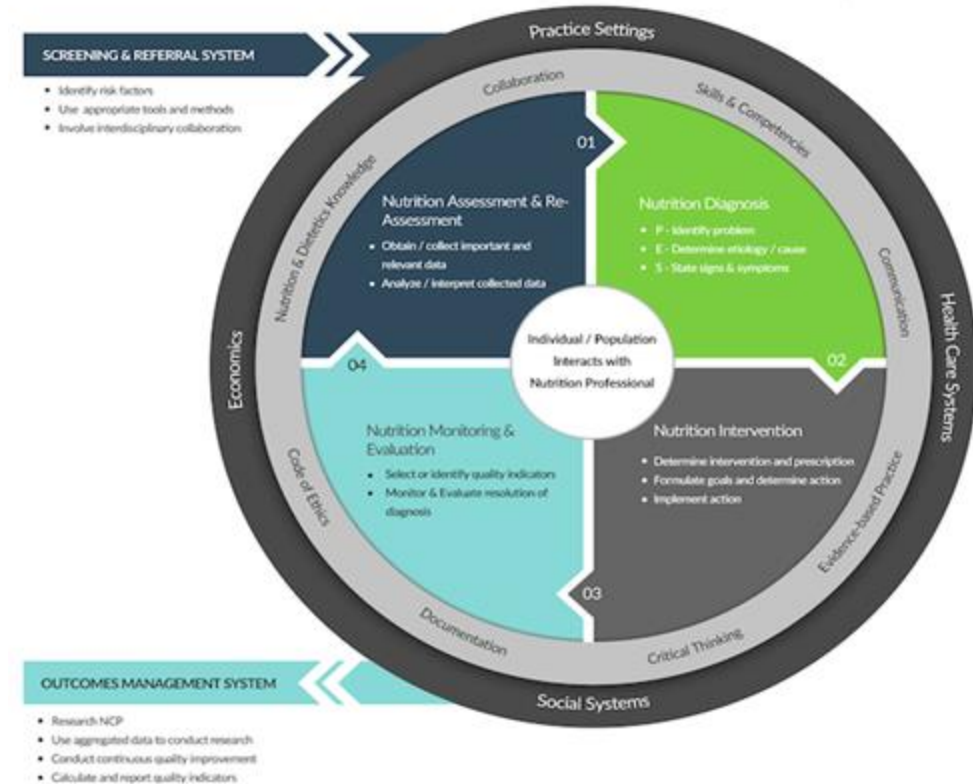 Practice Settings
SCREENING & REFERRAL SYSTEM
• Identify risk factors
• Use appropriate tools and methods
• Involve interdisciplinary collaboration
Collaboration
Skills & Competencies
Nutrition & Dietetics Knowledge
Communication
Economics
Health Care Systems
01
Nutrition Assessment & Re-
Assessment
• Obtain / collect important and
relevant data
• Analyze / interpret collected data
Nutrition Diagnosis
• P - Identify problem
• E - Determine etiology / cause
• S - State signs & symptoms
02
Individual / Population
Interacts with
Nutrition Professional
04
Nutrition Monitoring &
Evaluation
• Select or identify quality indicators
• Monitor & Evaluate resolution of
diagnosis
Nutrition Intervention
• Determine intervention and prescription
• Formulate goals and determine action
• Implement action
03
Code of Ethics
Evidence-based Practice
Documentation
Critical Thinking
Social Systems
OUTCOMES MANAGEMENT SYSTEM
• Research NCP
• Use aggregated data to conduct research
• Conduct continuous quality improvement
• Calculate and report quality indicators